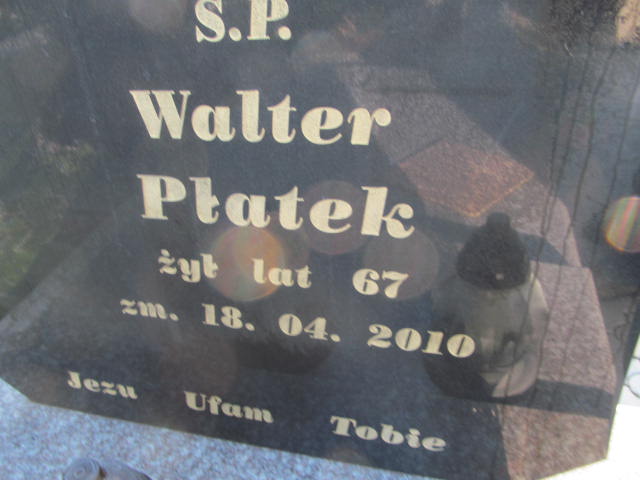 Ś.P.
Walter
Płatek
żył lat 67
zm. 18. 04. 2010
Jezu Ufam Tobie